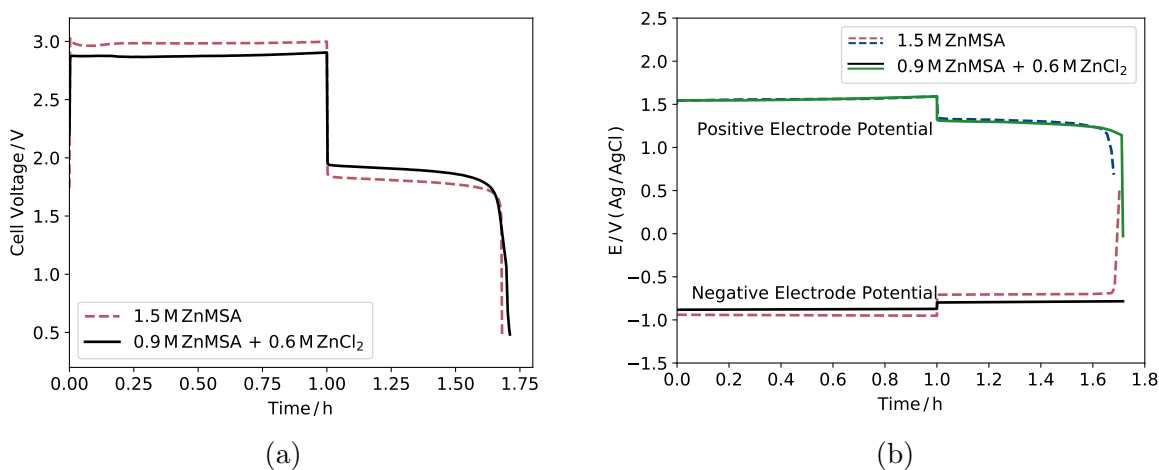 3.0
2.5
2.0
1.5
1.0
0.5
Cell Voltage / V
0.00 0.25 0.50 0.75 1.00 1.25 1.50 1.75
Time / h
1.5 M ZnMSA
0.9 M ZnMSA + 0.6 M ZnCl₂
(a)
2.5
2.0
1.5
1.0
0.5
0.0
−0.5
−1.0
−1.5
E / V ( Ag / AgCl)
1.5 M ZnMSA
0.9 M ZnMSA + 0.6 M ZnCl₂
Positive Electrode Potential
Negative Electrode Potential
0.0 0.2 0.4 0.6 0.8 1.0 1.2 1.4 1.6 1.8
Time / h
(b)